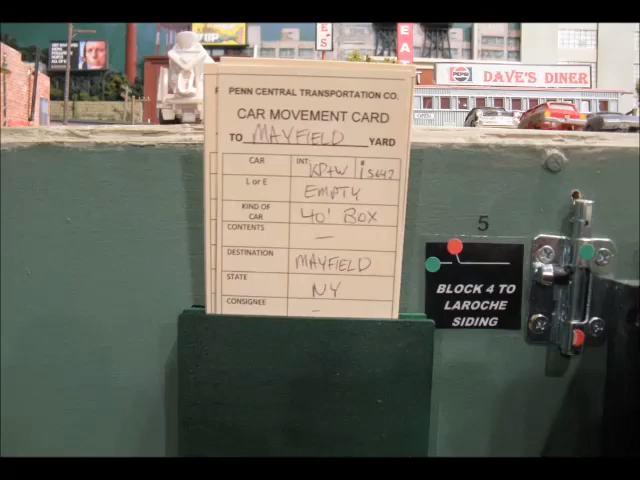 PEPSI
DAVE'S DINER
PENN CENTRAL TRANSPORTATION CO.
CAR MOVEMENT CARD
TO MAYFIELD YARD
CAR INT KP+W
L or E EMPTY
KIND OF CAR 40' BOX
CONTENTS —
DESTINATION MAYFIELD
STATE NY
CONSIGNEE —
5
BLOCK 4 TO
LAROCHE
SIDING